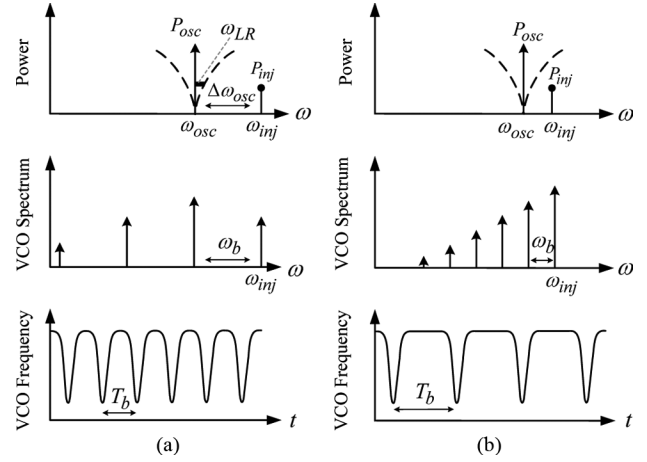 Power
P_osc
ω_LR
P_inj
Δω_osc
ω
ω_osc
ω_inj
Power
P_osc
P_inj
ω
ω_osc
ω_inj
VCO Spectrum
ω_b
ω
ω_inj
VCO Spectrum
ω_b
ω
ω_inj
VCO Frequency
T_b
t
VCO Frequency
T_b
t
(a)
(b)